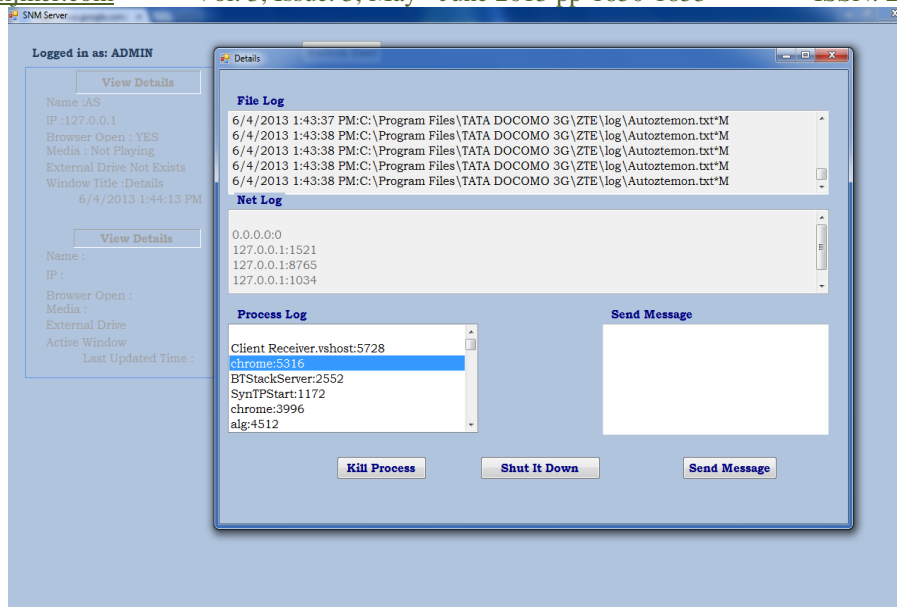 Vol. 3, Issue. 3, May - June 2013 pp-1830-1833
SNM Server
Logged in as: ADMIN
View Details
Name :AS
IP :127.0.0.1
Browser Open : YES
Media : Not Playing
External Drive Not Exists
Window Title :Details
6/4/2013 1:44:13 PM
View Details
Name :
IP :
Browser Open :
Media :
External Drive
Active Window
Last Updated Time :
Details
File Log
6/4/2013 1:43:37 PM:C:\Program Files\TATA DOCOMO 3G\ZTE\log\Autoztemon.txt*M
6/4/2013 1:43:38 PM:C:\Program Files\TATA DOCOMO 3G\ZTE\log\Autoztemon.txt*M
6/4/2013 1:43:38 PM:C:\Program Files\TATA DOCOMO 3G\ZTE\log\Autoztemon.txt*M
6/4/2013 1:43:38 PM:C:\Program Files\TATA DOCOMO 3G\ZTE\log\Autoztemon.txt*M
6/4/2013 1:43:38 PM:C:\Program Files\TATA DOCOMO 3G\ZTE\log\Autoztemon.txt*M
Net Log
0.0.0.0:0
127.0.0.1:1521
127.0.0.1:8765
127.0.0.1:1034
Process Log
Client Receiver.vshost:5728
chrome:5316
BTStackServer:2552
SynTPStart:1172
chrome:3996
alg:4512
Send Message
Kill Process
Shut It Down
Send Message